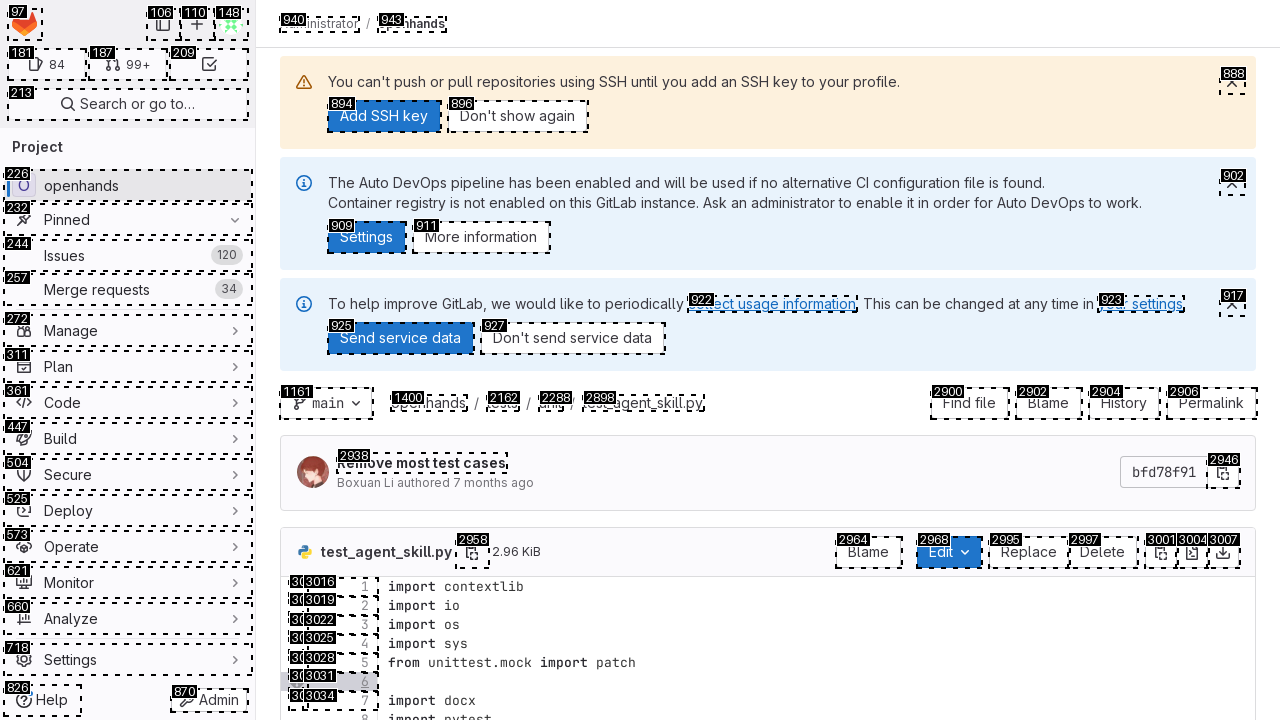 97
106
110
148
940 administrator / 943 openhands
181 84
187 99+
209
213 Search or go to…
Project
226 O openhands
232 Pinned
244 Issues 120
257 Merge requests 34
272 Manage
311 Plan
361 Code
447 Build
504 Secure
525 Deploy
573 Operate
621 Monitor
660 Analyze
718 Settings
826 Help
870 Admin
You can't push or pull repositories using SSH until you add an SSH key to your profile.
888
894 Add SSH key
896 Don't show again
The Auto DevOps pipeline has been enabled and will be used if no alternative CI configuration file is found.
902
Container registry is not enabled on this GitLab instance. Ask an administrator to enable it in order for Auto DevOps to work.
909 Settings
911 More information
To help improve GitLab, we would like to periodically 922 collect usage information. This can be changed at any time in 923 your settings.
917
925 Send service data
927 Don't send service data
1161 main
1400 openhands / 2162 tests / 2288 unit / 2898 test_agent_skill.py
2900 Find file
2902 Blame
2904 History
2906 Permalink
2938 Remove most test cases
Boxuan Li authored 7 months ago
bfd78f91
2946
test_agent_skill.py 2958 2.96 KiB
2964 Blame
2968 Edit
2995 Replace
2997 Delete
3001
3004
3007
3016 1 import contextlib
3019 2 import io
3022 3 import os
3025 4 import sys
3028 5 from unittest.mock import patch
3031 6
3034 7 import docx
8 import pytest